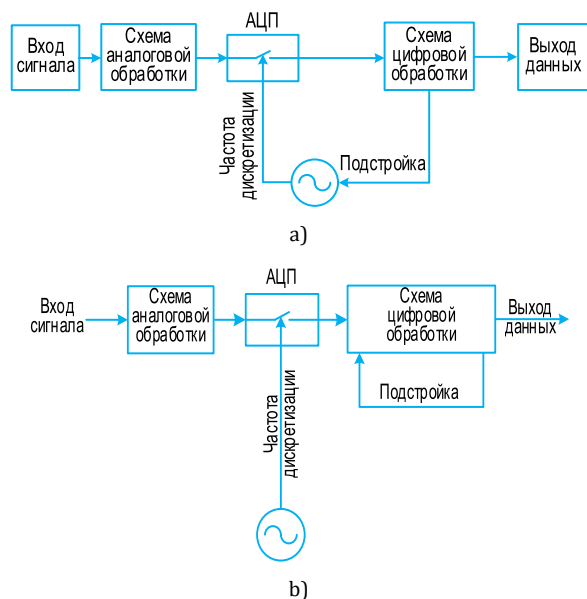 АЦП
Вход
сигнала
Схема
аналоговой
обработки
Схема
цифровой
обработки
Выход
данных
Частота
дискретизации
Подстройка
a)
АЦП
Вход
сигнала
Схема
аналоговой
обработки
Схема
цифровой
обработки
Выход
данных
Подстройка
Частота
дискретизации
b)